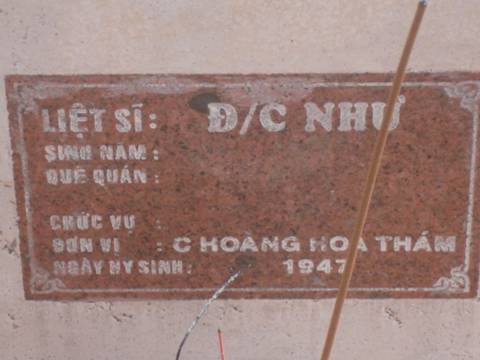 LIỆT SĨ: Đ/C NHƯ
SINH NĂM :
QUÊ QUÁN :
CHỨC VỤ :
ĐƠN VỊ : C HOÀNG HOA THÁM
NGÀY HY SINH: 1947